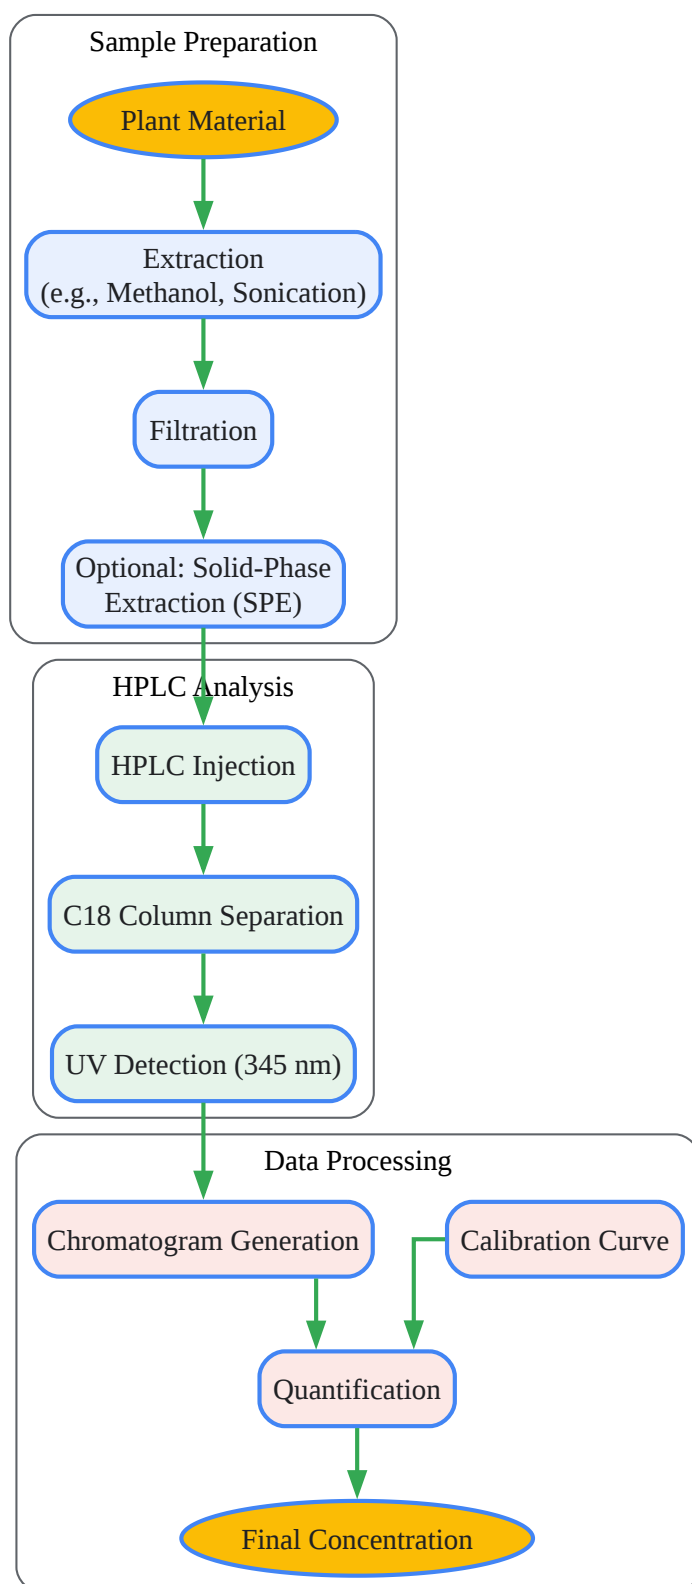 Sample Preparation
Plant Material
Extraction
(e.g., Methanol, Sonication)
Filtration
Optional: Solid-Phase
Extraction (SPE)
HPLC Analysis
HPLC Injection
C18 Column Separation
UV Detection (345 nm)
Data Processing
Chromatogram Generation
Calibration Curve
Quantification
Final Concentration